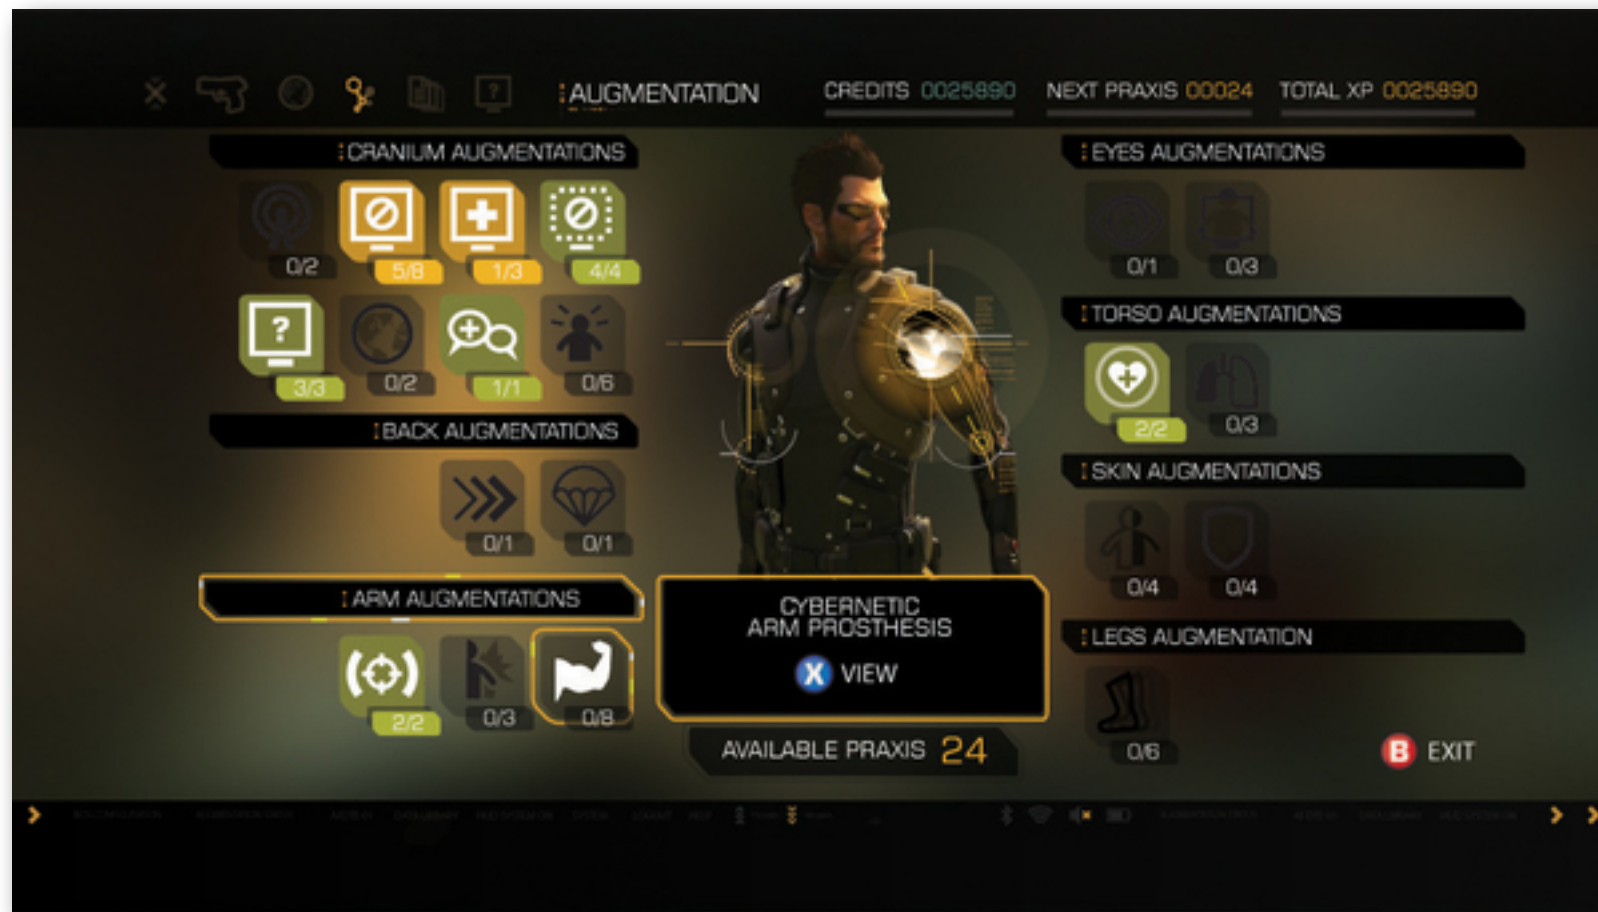 AUGMENTATION
CREDITS 0025890
NEXT PRAXIS 00024
TOTAL XP 0025890
CRANIUM AUGMENTATIONS
0/2 5/8 1/3 4/4
3/3 0/2 1/1 0/6
BACK AUGMENTATIONS
0/1 0/1
ARM AUGMENTATIONS
2/2 0/3 0/8
CYBERNETIC
ARM PROSTHESIS
X VIEW
AVAILABLE PRAXIS 24
EYES AUGMENTATIONS
0/1 0/3
TORSO AUGMENTATIONS
2/2 0/3
SKIN AUGMENTATIONS
0/4 0/4
LEGS AUGMENTATION
0/6
B EXIT